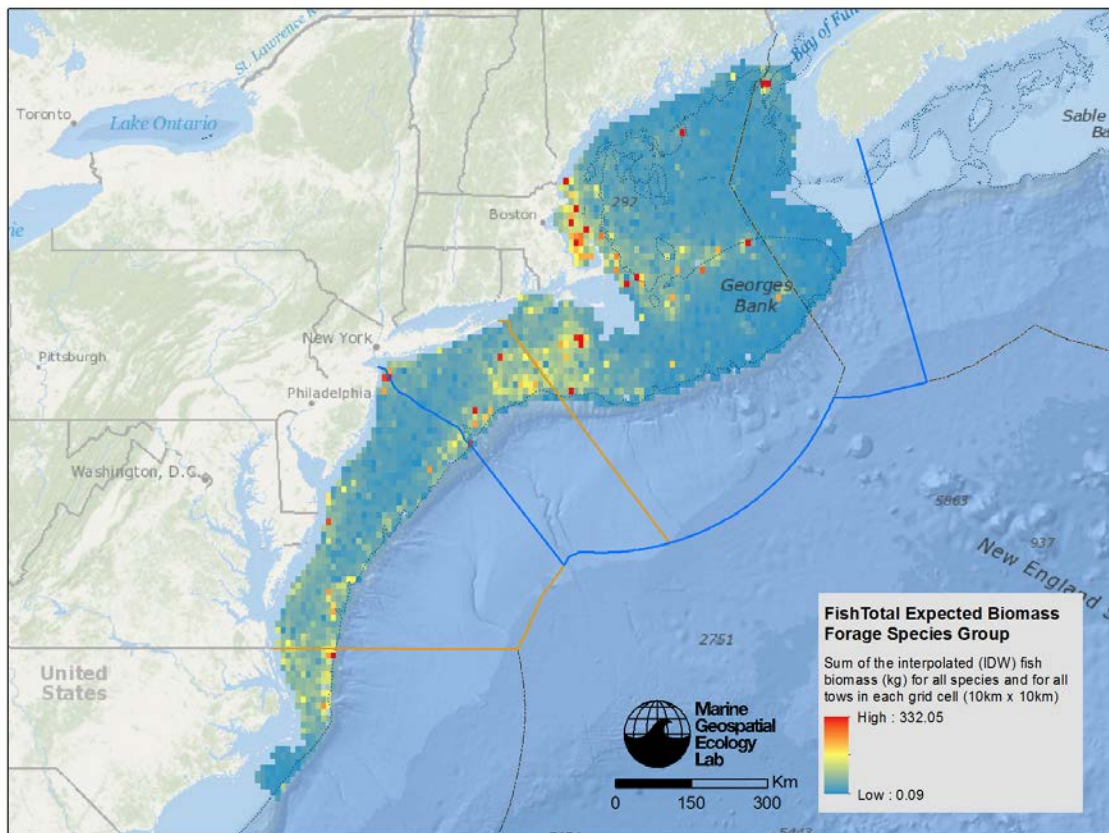 St. Lawrence R
Bay of Fun
Toronto
Lake Ontario
Sable
Ba
rie
Boston
292
Georges
Bank
New York
Pittsburgh
Philadelphia
Washington, D.C.
5863
937
New England S
2751
United
States
FishTotal Expected Biomass
Forage Species Group
Sum of the interpolated (IDW) fish
biomass (kg) for all species and for all
tows in each grid cell (10km x 10km)
High : 332.05
Low : 0.09
Marine
Geospatial
Ecology
Lab
Km
0 150 300
5443